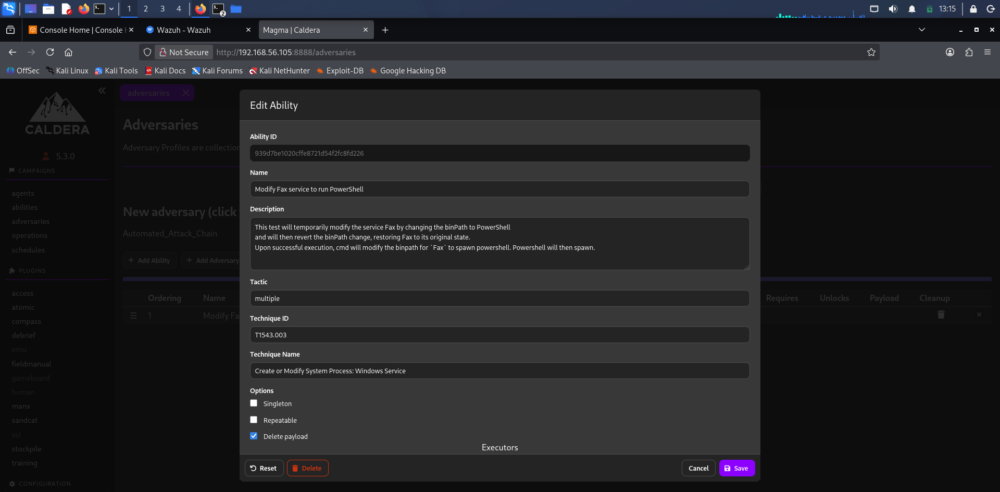 1 2 3 4
2
13:15
Console Home | Console
Wazuh - Wazuh
Magma | Caldera
Not Secure
http://192.168.56.105:8888/adversaries
OffSec
Kali Linux
Kali Tools
Kali Docs
Kali Forums
Kali NetHunter
Exploit-DB
Google Hacking DB
CALDERA
5.3.0
CAMPAIGNS
agents
abilities
adversaries
operations
schedules
PLUGINS
access
atomic
compass
debrief
emu
fieldmanual
gameboard
human
manx
sandcat
ssl
stockpile
training
CONFIGURATION
adversaries
Adversaries
Adversary Profiles are collection
New adversary (click
Automated_Attack_Chain
Add Ability
Add Adversary
Ordering Name
1 Modify Fa
Requires Unlocks Payload Cleanup
Edit Ability
Ability ID
939d7be1020cffe8721d54f2fc8fd226
Name
Modify Fax service to run PowerShell
Description
This test will temporarily modify the service Fax by changing the binPath to PowerShell
and will then revert the binPath change, restoring Fax to its original state.
Upon successful execution, cmd will modify the binpath for `Fax` to spawn powershell. Powershell will then spawn.
Tactic
multiple
Technique ID
T1543.003
Technique Name
Create or Modify System Process: Windows Service
Options
Singleton
Repeatable
Delete payload
Executors
Reset
Delete
Cancel
Save